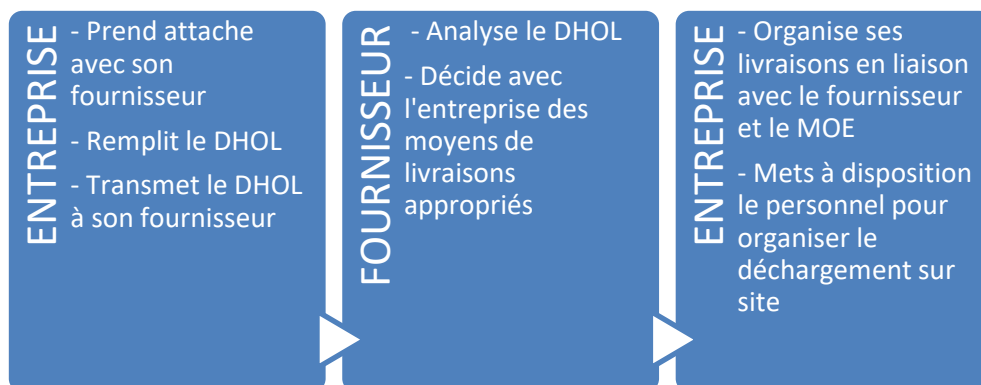 ENTREPRISE
- Prend attache
avec son
fournisseur
- Remplit le DHOL
- Transmet le DHOL
à son fournisseur
FOURNISSEUR
- Analyse le DHOL
- Décide avec
l'entreprise des
moyens de
livraisons
appropriés
ENTREPRISE
- Organise ses
livraisons en liaison
avec le fournisseur
et le MOE
- Mets à disposition
le personnel pour
organiser le
déchargement sur
site